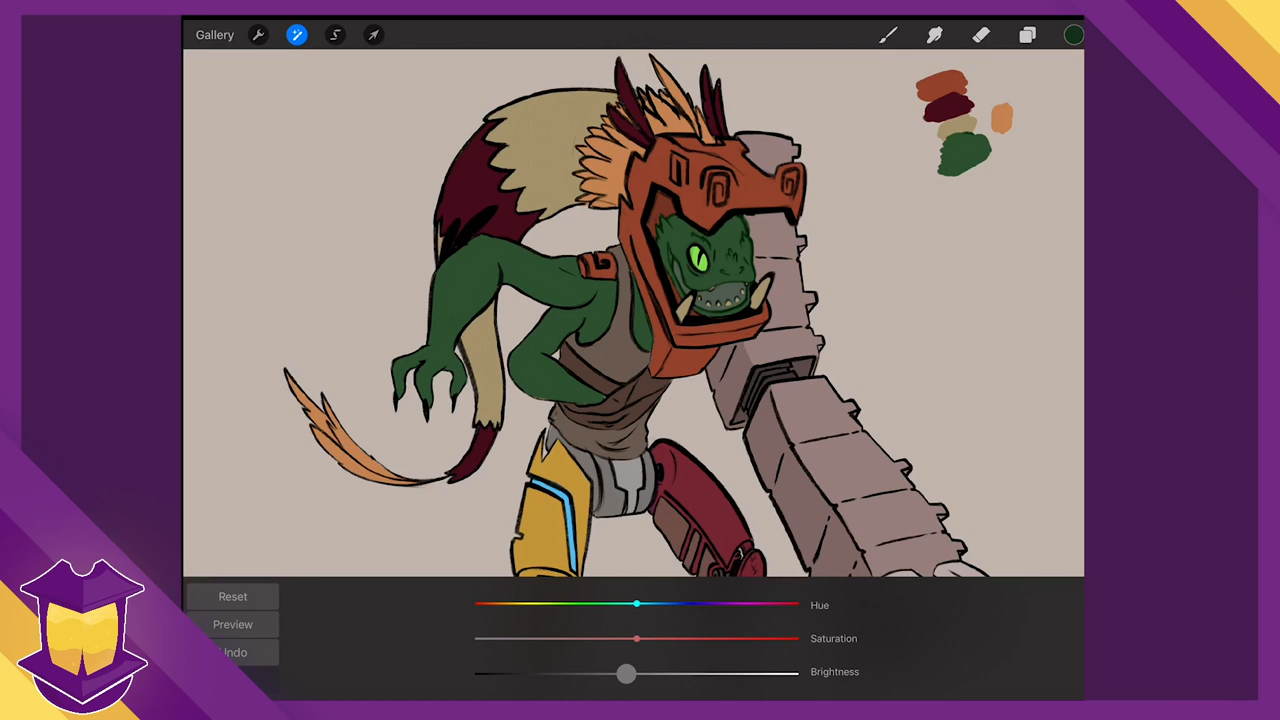 Gallery
Reset
Preview
Undo
Hue
Saturation
Brightness